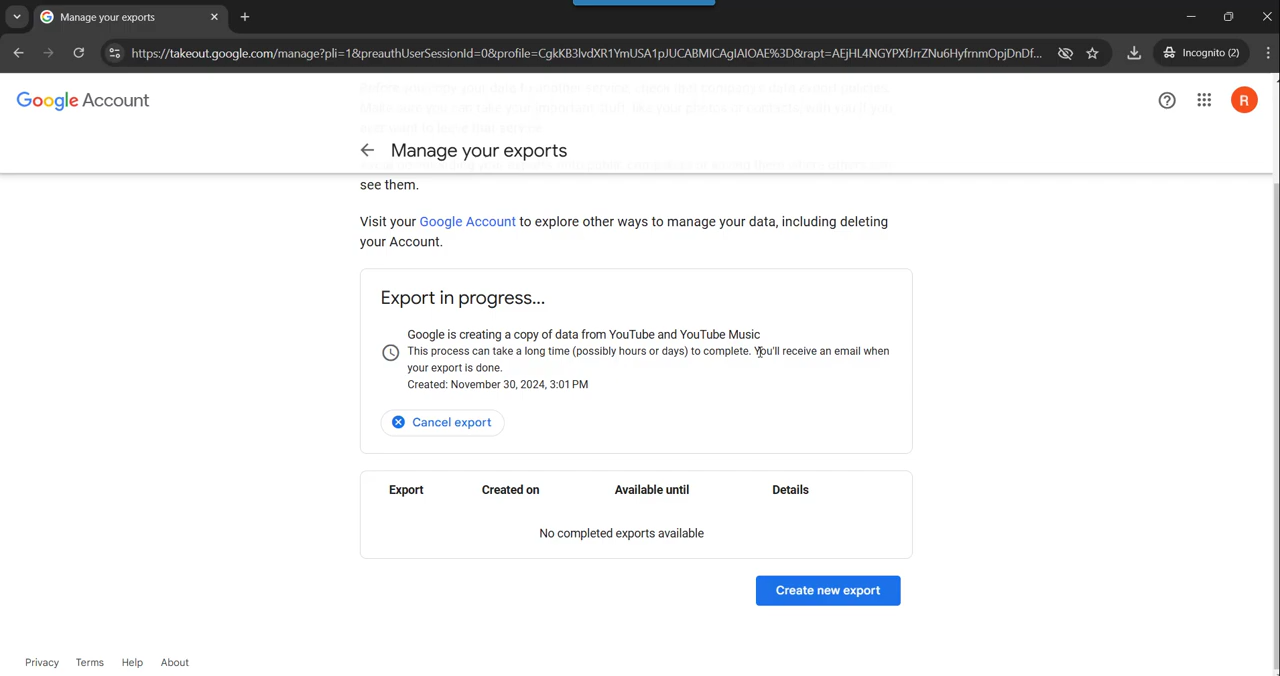 Manage your exports
https://takeout.google.com/manage?pli=1&preauthUserSessionId=0&profile=CgkKB3lvdXR1YmUSA1pJUCABMICAgIAIOAE%3D&rapt=AEjHL4NGYPXfJrrZNu6HyfmmOpjDnDf...
Incognito (2)
Google Account
R
Manage your exports
see them.
Visit your Google Account to explore other ways to manage your data, including deleting
your Account.
Export in progress...
Google is creating a copy of data from YouTube and YouTube Music
This process can take a long time (possibly hours or days) to complete. You'll receive an email when
your export is done.
Created: November 30, 2024, 3:01 PM
Cancel export
Export Created on Available until Details
No completed exports available
Create new export
Privacy Terms Help About